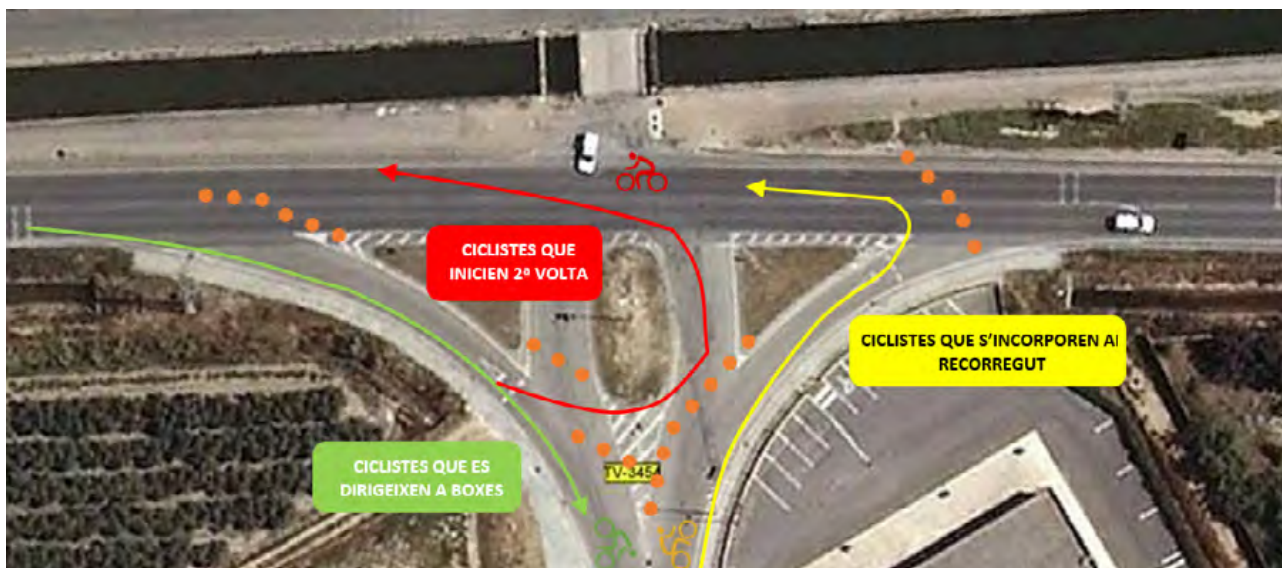 CICLISTES QUE
INICIEN 2ª VOLTA
CICLISTES QUE S'INCORPOREN AL
RECORREGUT
CICLISTES QUE ES
DIRIGEIXEN A BOXES
TV-3454